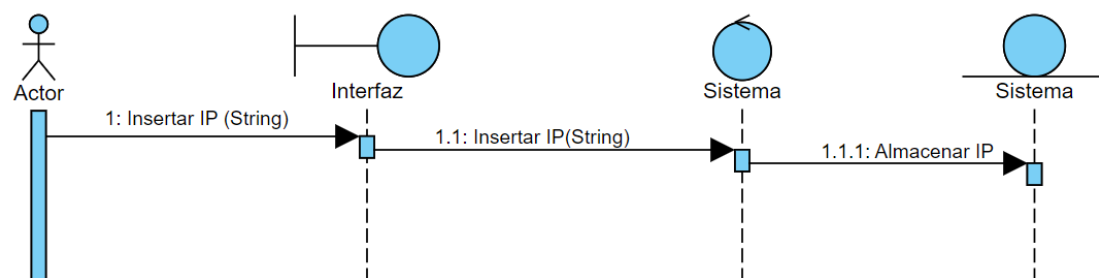 Actor
Interfaz
Sistema
Sistema
1: Insertar IP (String)
1.1: Insertar IP(String)
1.1.1: Almacenar IP